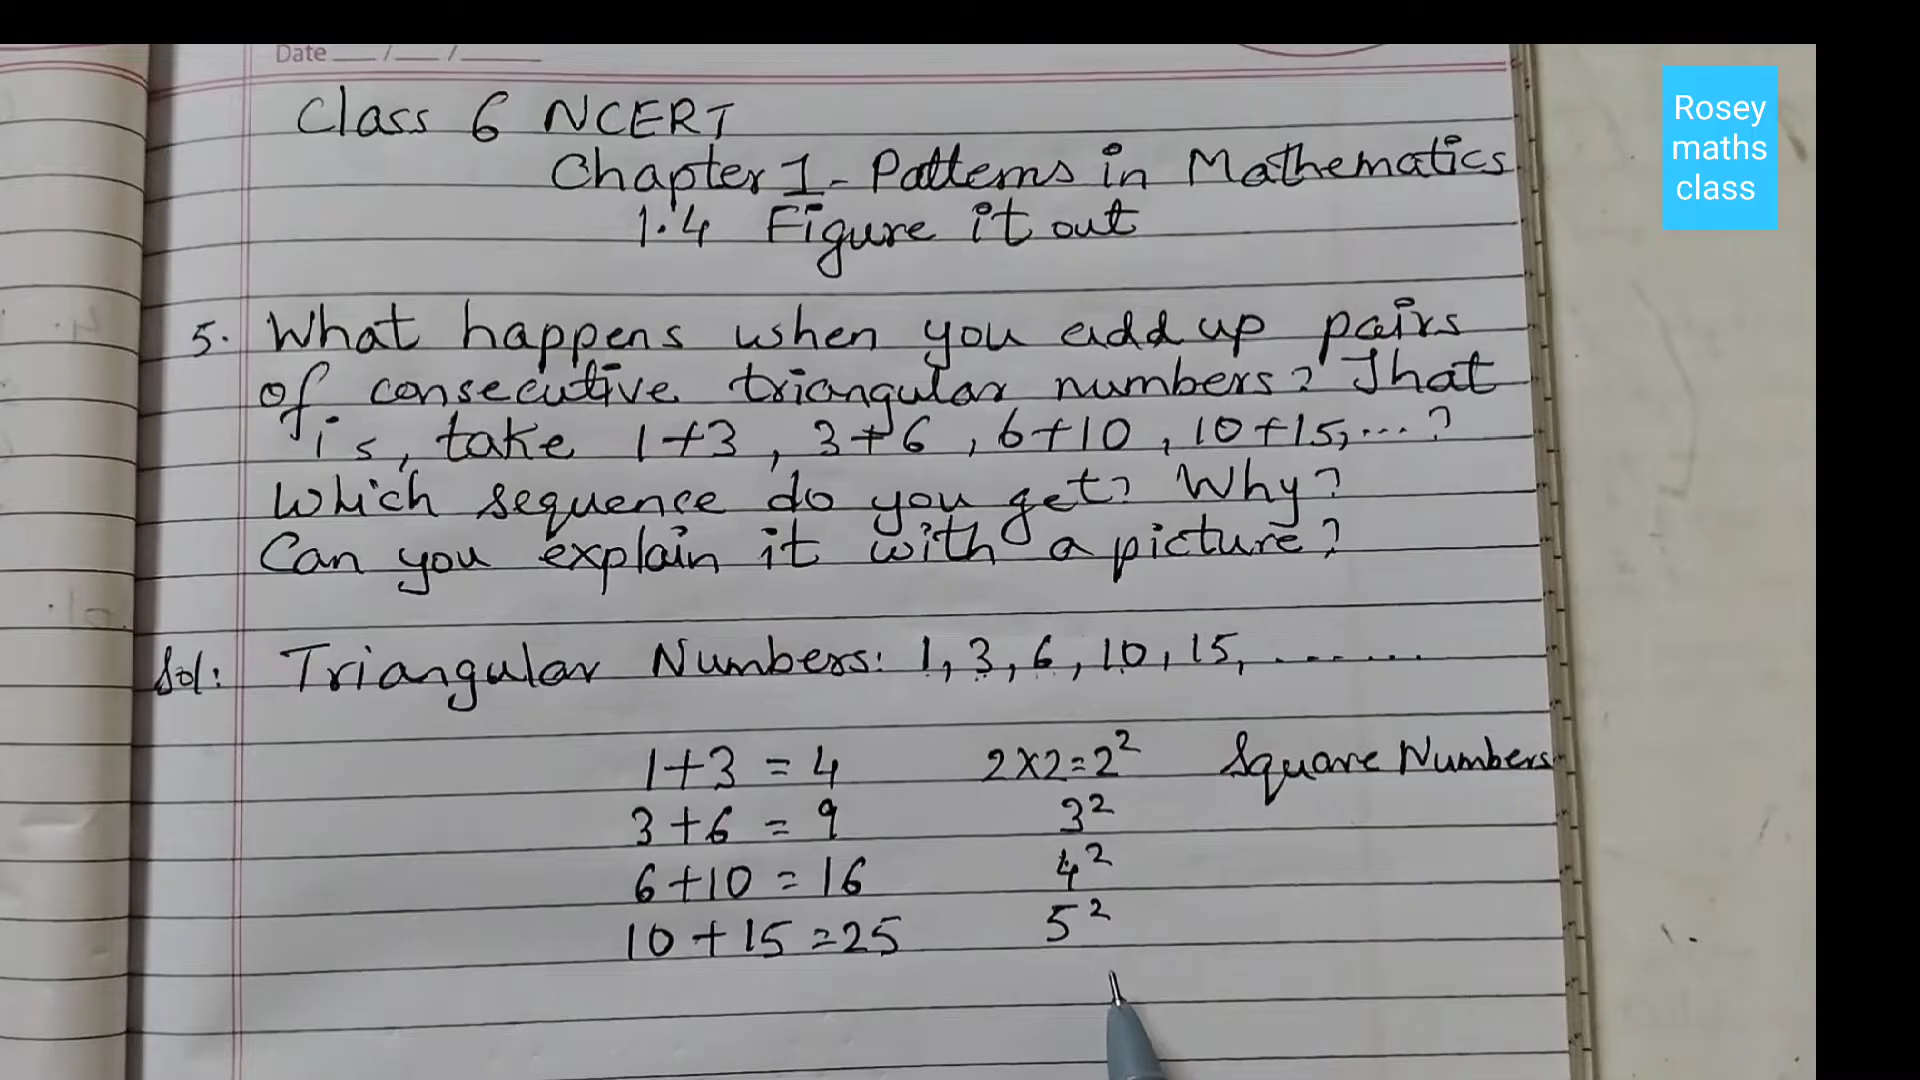 Date __/__/____
Class 6 NCERT
Chapter 1 - Patterns in Mathematics
1.4 Figure it out
5. What happens when you add up pairs
of consecutive triangular numbers? That
is, take 1+3, 3+6, 6+10, 10+15, ...?
Which sequence do you get? Why?
Can you explain it with a picture?
Sol: Triangular Numbers: 1, 3, 6, 10, 15, .......
1+3 = 4 2×2=2² Square Numbers
3+6 = 9 3²
6+10 = 16 4²
10+15=25 5²
Rosey
maths
class